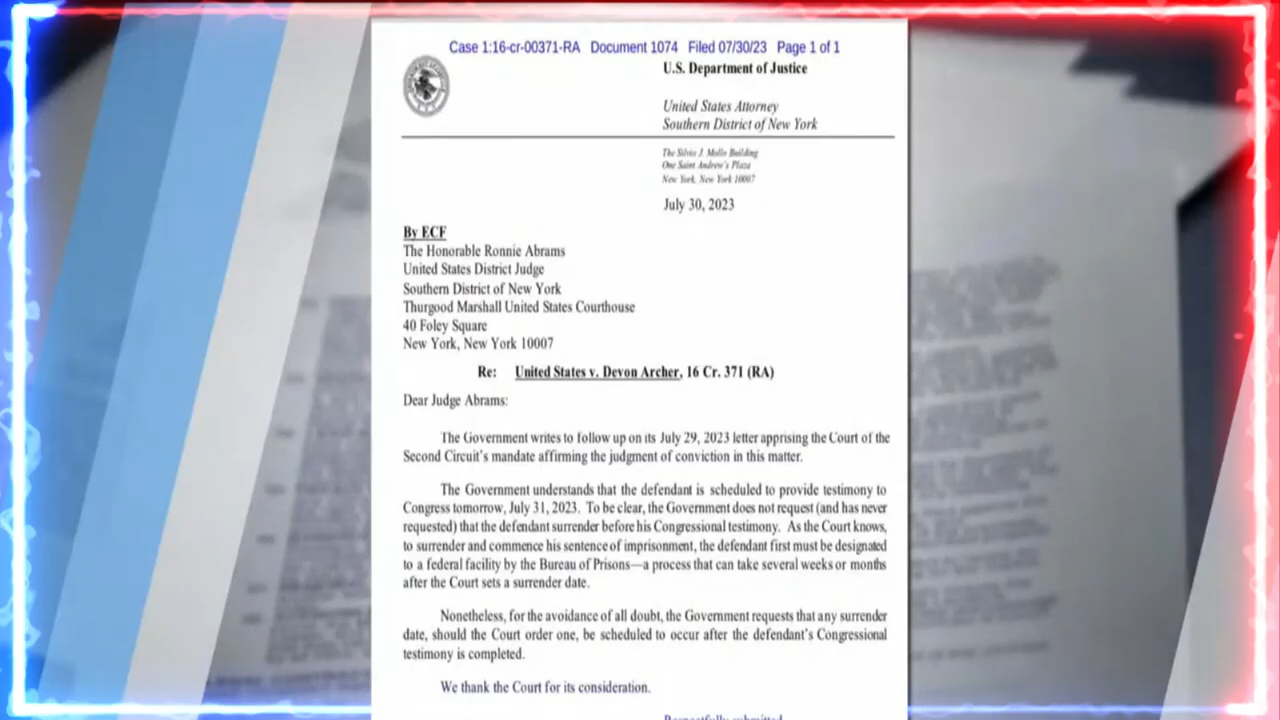 Case 1:16-cr-00371-RA Document 1074 Filed 07/30/23 Page 1 of 1
U.S. Department of Justice
United States Attorney
Southern District of New York
The Silvio J. Mollo Building
One Saint Andrew's Plaza
New York, New York 10007
July 30, 2023
By ECF
The Honorable Ronnie Abrams
United States District Judge
Southern District of New York
Thurgood Marshall United States Courthouse
40 Foley Square
New York, New York 10007
Re: United States v. Devon Archer, 16 Cr. 371 (RA)
Dear Judge Abrams:
The Government writes to follow up on its July 29, 2023 letter apprising the Court of the
Second Circuit's mandate affirming the judgment of conviction in this matter.
The Government understands that the defendant is scheduled to provide testimony to
Congress tomorrow, July 31, 2023. To be clear, the Government does not request (and has never
requested) that the defendant surrender before his Congressional testimony. As the Court knows,
to surrender and commence his sentence of imprisonment, the defendant first must be designated
to a federal facility by the Bureau of Prisons—a process that can take several weeks or months
after the Court sets a surrender date.
Nonetheless, for the avoidance of all doubt, the Government requests that any surrender
date, should the Court order one, be scheduled to occur after the defendant's Congressional
testimony is completed.
We thank the Court for its consideration.
Respectfully submitted